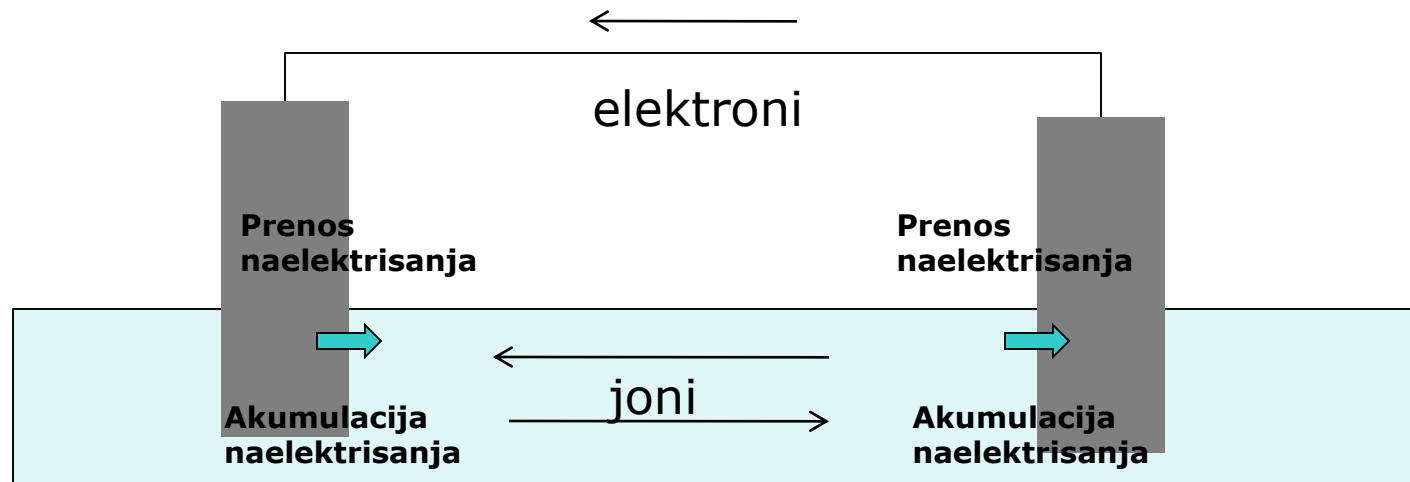 elektroni
Prenos
naelektrisanja
Prenos
naelektrisanja
joni
Akumulacija
naelektrisanja
Akumulacija
naelektrisanja